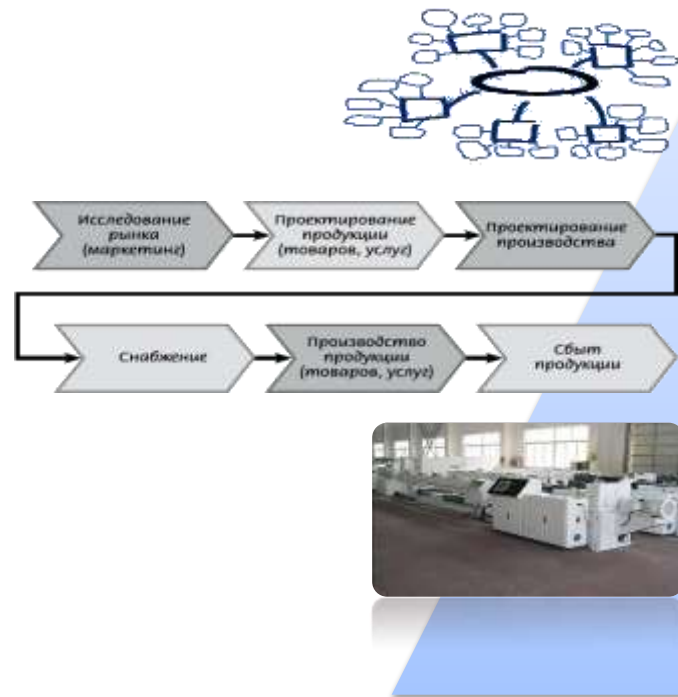 Исследование
рынка
(маркетинг)
Проектирование
продукции
(товаров, услуг)
Проектирование
производства
Снабжение
Производство
продукции
(товаров, услуг)
Сбыт
продукции